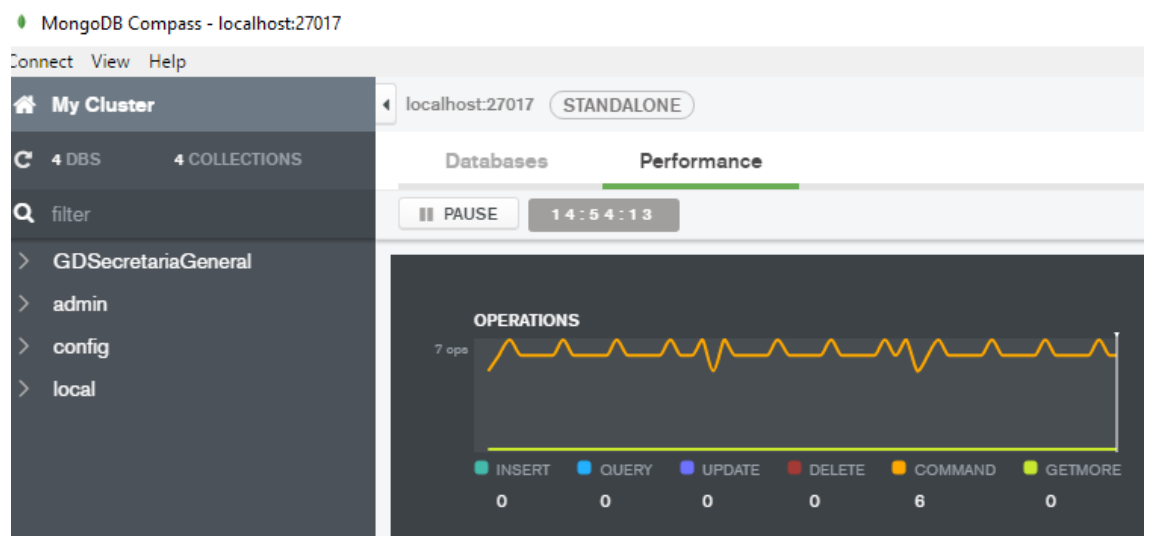 MongoDB Compass - localhost:27017
Connect View Help
My Cluster
localhost:27017 STANDALONE
4 DBS 4 COLLECTIONS
Databases Performance
filter
PAUSE 14:54:13
GDSecretariaGeneral
admin
config
local
OPERATIONS
7 ops
INSERT QUERY UPDATE DELETE COMMAND GETMORE
0 0 0 0 6 0